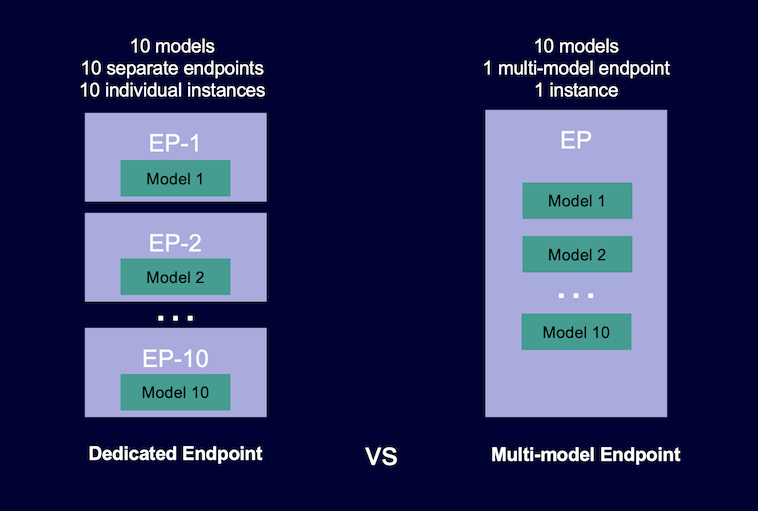 10 models
10 separate endpoints
10 individual instances
EP-1
Model 1
EP-2
Model 2
...
EP-10
Model 10
Dedicated Endpoint
VS
10 models
1 multi-model endpoint
1 instance
EP
Model 1
Model 2
...
Model 10
Multi-model Endpoint